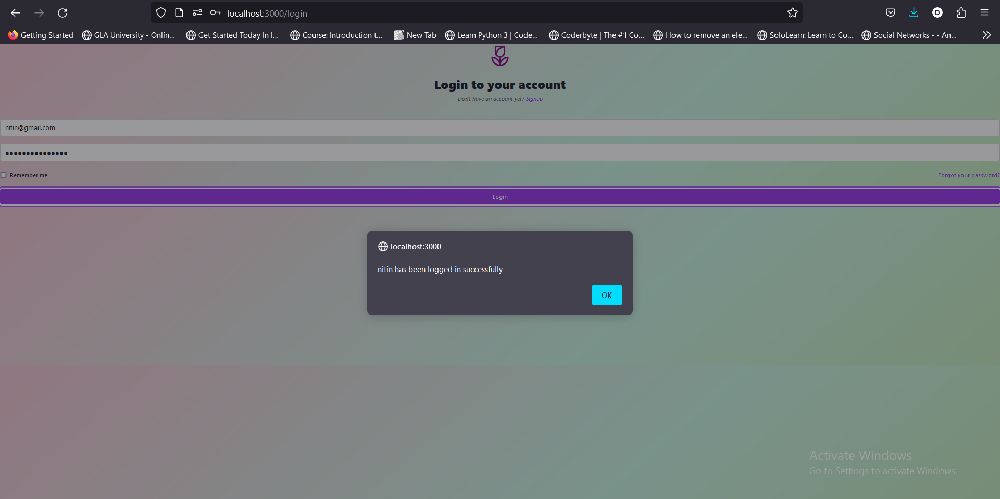 localhost:3000/login
Getting Started
GLA University - Onlin...
Get Started Today In I...
Course: Introduction t...
New Tab
Learn Python 3 | Code...
Coderbyte | The #1 Co...
How to remove an ele...
SoloLearn: Learn to Co...
Social Networks - - An...
D
Login to your account
Don't have an account yet? Signup
nitin@gmail.com
Remember me
Forgot your password?
Login
localhost:3000
nitin has been logged in successfully
OK
Activate Windows
Go to Settings to activate Windows.